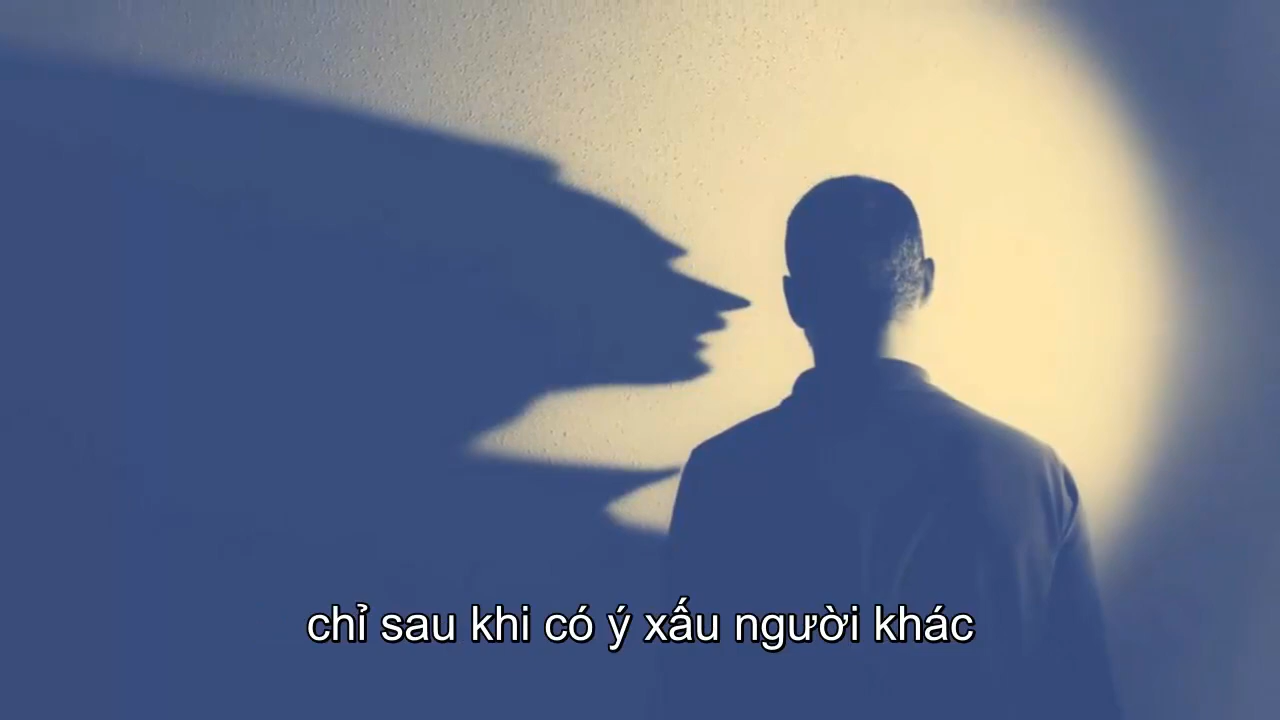 chỉ sau khi có ý xấu người khác